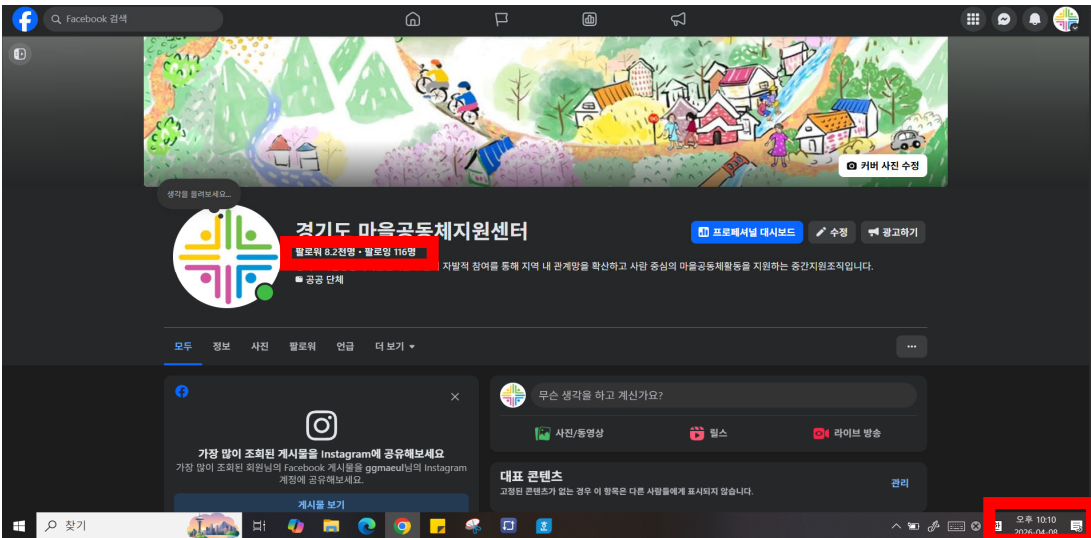 Facebook 검색
커버 사진 수정
생각을 올려보세요...
경기도 마을공동체지원센터
팔로워 8.2천명 • 팔로잉 116명
프로페셔널 대시보드
수정
광고하기
자발적 참여를 통해 지역 내 관계망을 확산하고 사람 중심의 마을공동체활동을 지원하는 중간지원조직입니다.
공공 단체
모두 정보 사진 팔로워 언급 더 보기
가장 많이 조회된 게시물을 Instagram에 공유해보세요
가장 많이 조회된 회원님의 Facebook 게시물을 ggmaeul님의 Instagram
계정에 공유해보세요.
게시물 보기
무슨 생각을 하고 계신가요?
사진/동영상 릴스 라이브 방송
대표 콘텐츠
관리
고정된 콘텐츠가 없는 경우 이 항목은 다른 사람들에게 표시되지 않습니다.
찾기
오후 10:10
2026-04-08